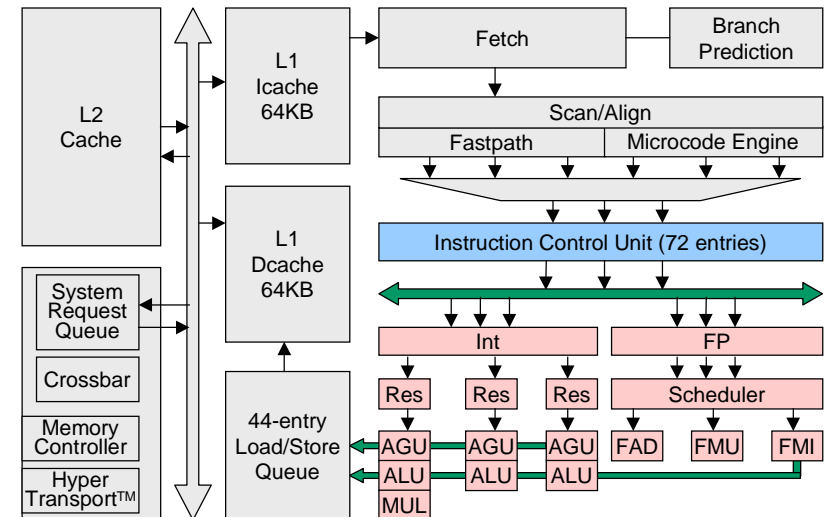 L2
Cache
L1
Icache
64KB
Fetch
Branch
Prediction
Scan/Align
Fastpath
Microcode Engine
L1
Dcache
64KB
Instruction Control Unit (72 entries)
System
Request
Queue
Crossbar
Memory
Controller
Hyper
Transport™
44-entry
Load/Store
Queue
Int
FP
Res
Res
Res
Scheduler
AGU
AGU
AGU
FAD
FMU
FMI
ALU
ALU
ALU
MUL